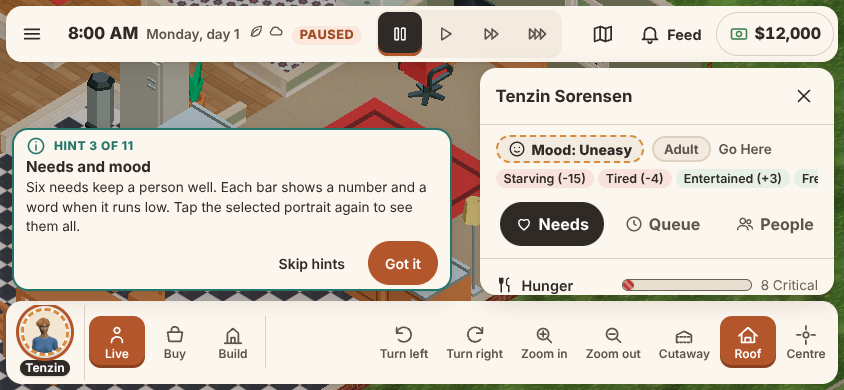 8:00 AM Monday, day 1 PAUSED Feed $12,000
HINT 3 OF 11
Needs and mood
Six needs keep a person well. Each bar shows a number and a
word when it runs low. Tap the selected portrait again to see
them all.
Skip hints Got it
Tenzin Sorensen
Mood: Uneasy Adult Go Here
Starving (-15) Tired (-4) Entertained (+3) Fre
Needs Queue People
Hunger 8 Critical
Tenzin
Live Buy Build Turn left Turn right Zoom in Zoom out Cutaway Roof Centre